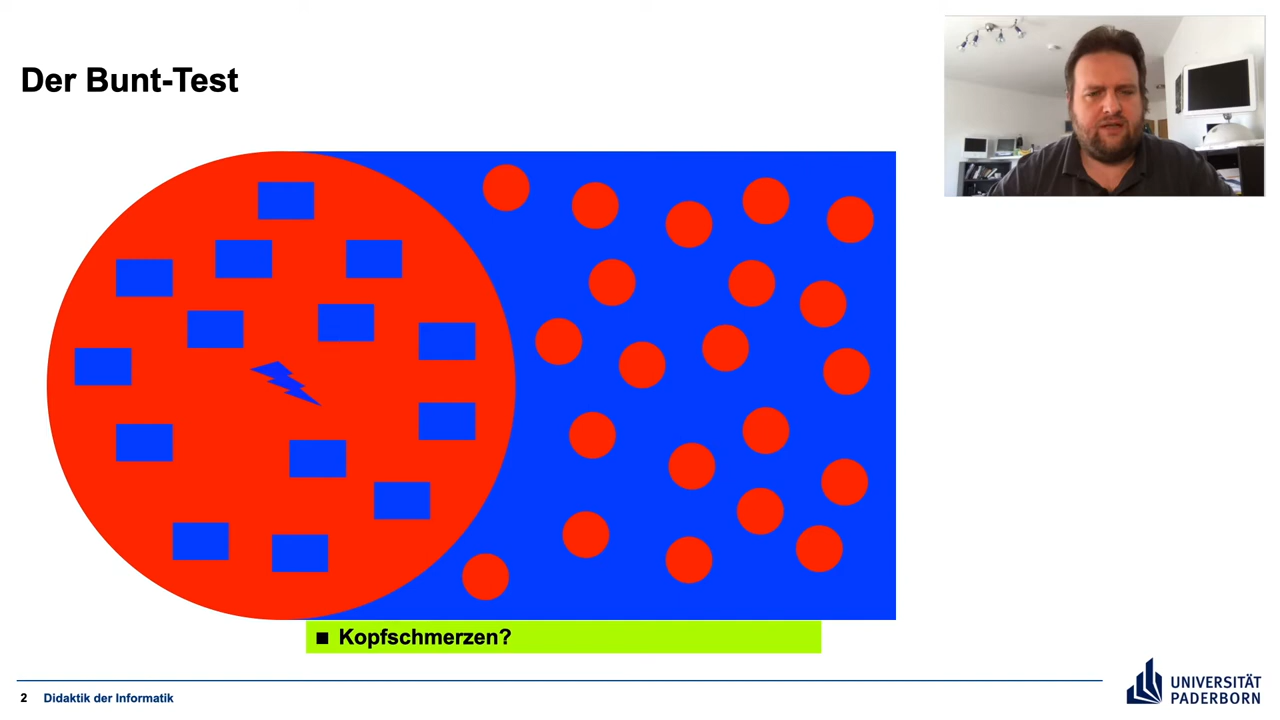 Der Bunt-Test
■ Kopfschmerzen?
2 Didaktik der Informatik
UNIVERSITÄT
PADERBORN